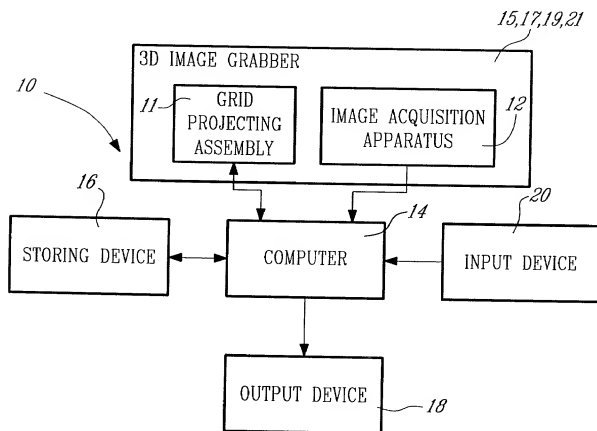 15,17,19,21
3D IMAGE GRABBER
10
11
GRID
PROJECTING
ASSEMBLY
IMAGE ACQUISITION
APPARATUS
12
16
14
20
STORING DEVICE
COMPUTER
INPUT DEVICE
OUTPUT DEVICE
18